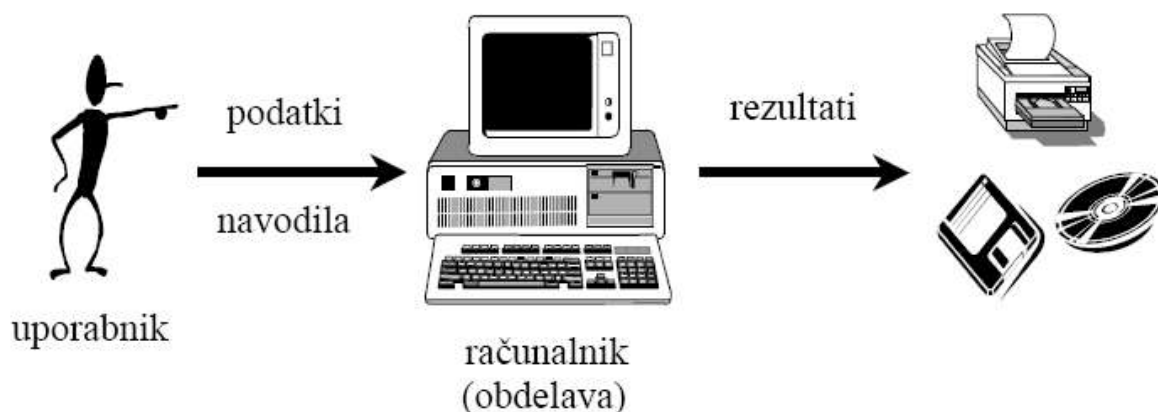 podatki
navodila
uporabnik
računalnik
(obdelava)
rezultati